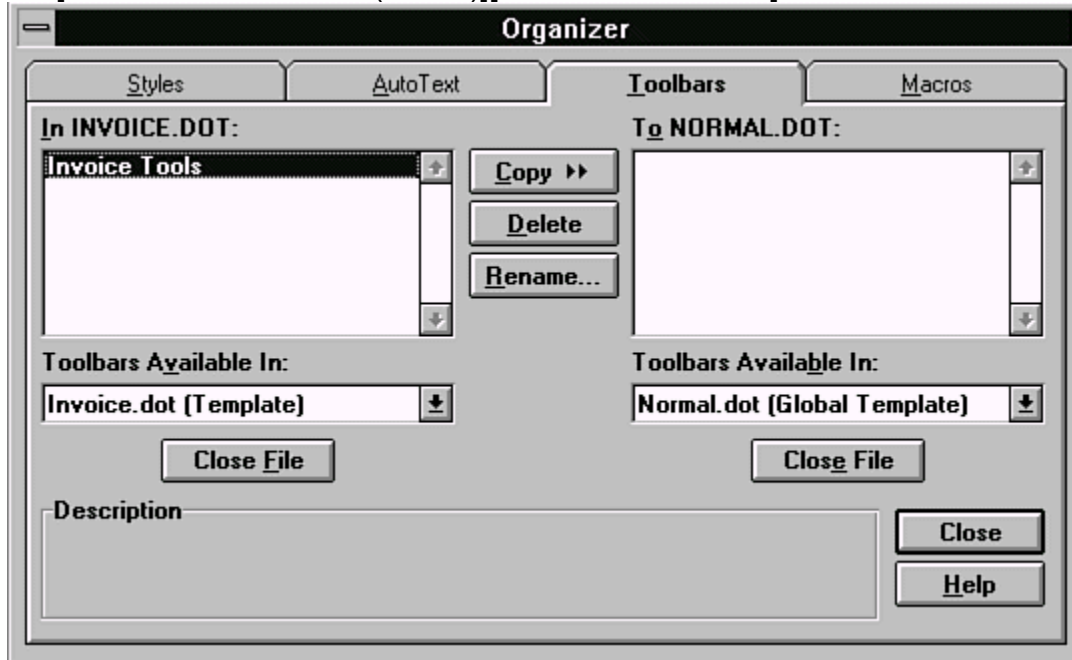 Organizer
Styles AutoText Toolbars Macros
In INVOICE.DOT: To NORMAL.DOT:
Invoice Tools
Copy
Delete
Rename...
Toolbars Available In: Toolbars Available In:
Invoice.dot (Template) Normal.dot (Global Template)
Close File Close File
Description
Close
Help